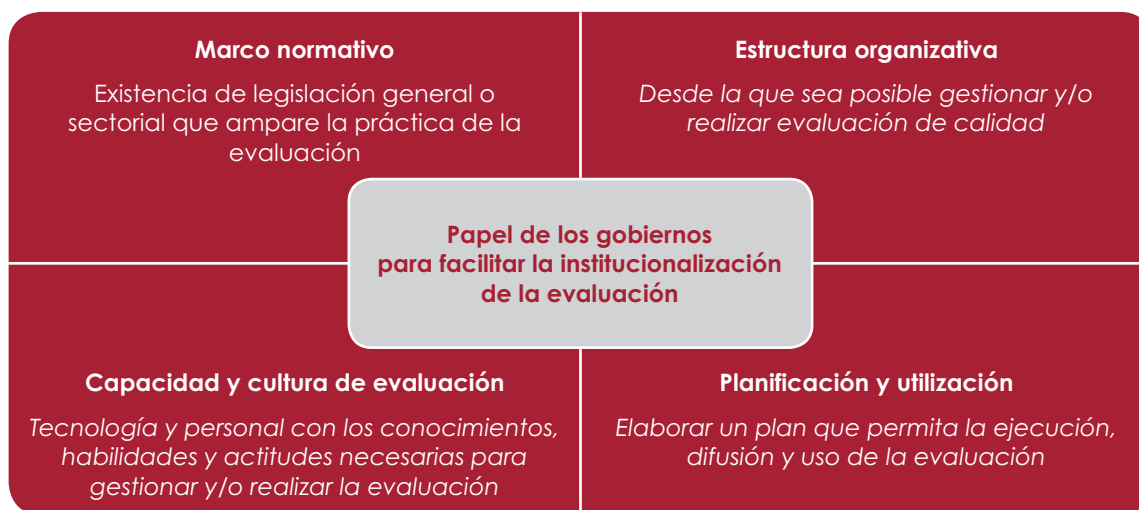 Marco normativo
Existencia de legislación general o
sectorial que ampare la práctica de la
evaluación
Estructura organizativa
Desde la que sea posible gestionar y/o
realizar evaluación de calidad
Papel de los gobiernos
para facilitar la institucionalización
de la evaluación
Capacidad y cultura de evaluación
Tecnología y personal con los conocimientos,
habilidades y actitudes necesarias para
gestionar y/o realizar la evaluación
Planificación y utilización
Elaborar un plan que permita la ejecución,
difusión y uso de la evaluación